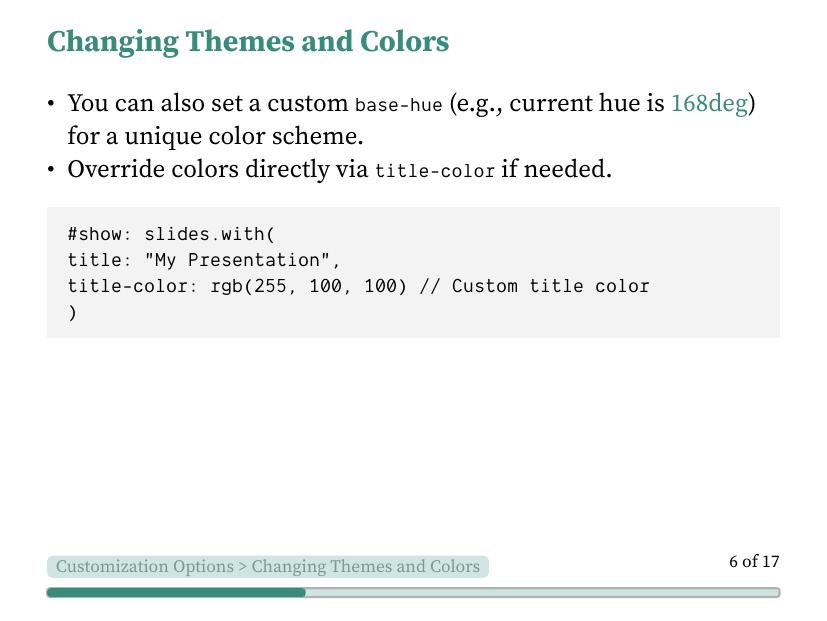 Changing Themes and Colors
• You can also set a custom base-hue (e.g., current hue is 168deg)
for a unique color scheme.
• Override colors directly via title-color if needed.
#show: slides.with(
title: "My Presentation",
title-color: rgb(255, 100, 100) // Custom title color
)
Customization Options > Changing Themes and Colors
6 of 17